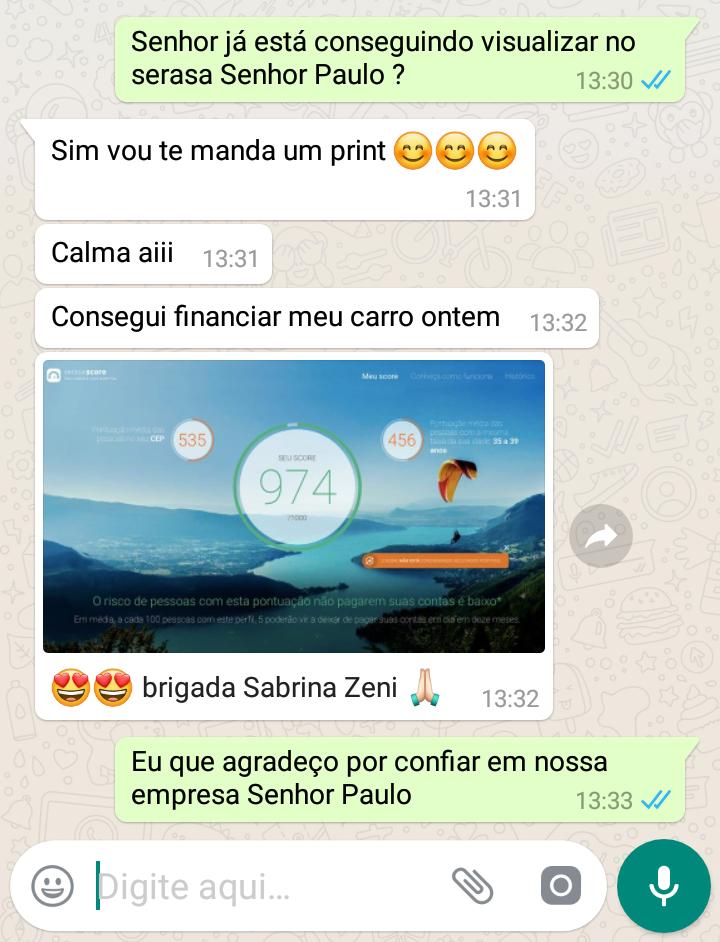 Senhor já está conseguindo visualizar no
serasa Senhor Paulo ?
13:30
Sim vou te manda um print 😊😊😊
13:31
Calma aiii
13:31
Consegui financiar meu carro ontem
13:32
serasa score
Meu score Conheça como funciona Histórico
Pontuação média das
pessoas no seu CEP
535
SEU SCORE
974
/1000
456
Pontuação média das
pessoas com a mesma
faixa da sua idade 35 a 39
anos
O risco de pessoas com esta pontuação não pagarem suas contas é baixo*
Em média, a cada 100 pessoas com este perfil, 5 poderão vir a deixar de pagar suas contas em dia em doze meses.
😍😍 brigada Sabrina Zeni 🙏🏻
13:32
Eu que agradeço por confiar em nossa
empresa Senhor Paulo
13:33
Digite aqui...